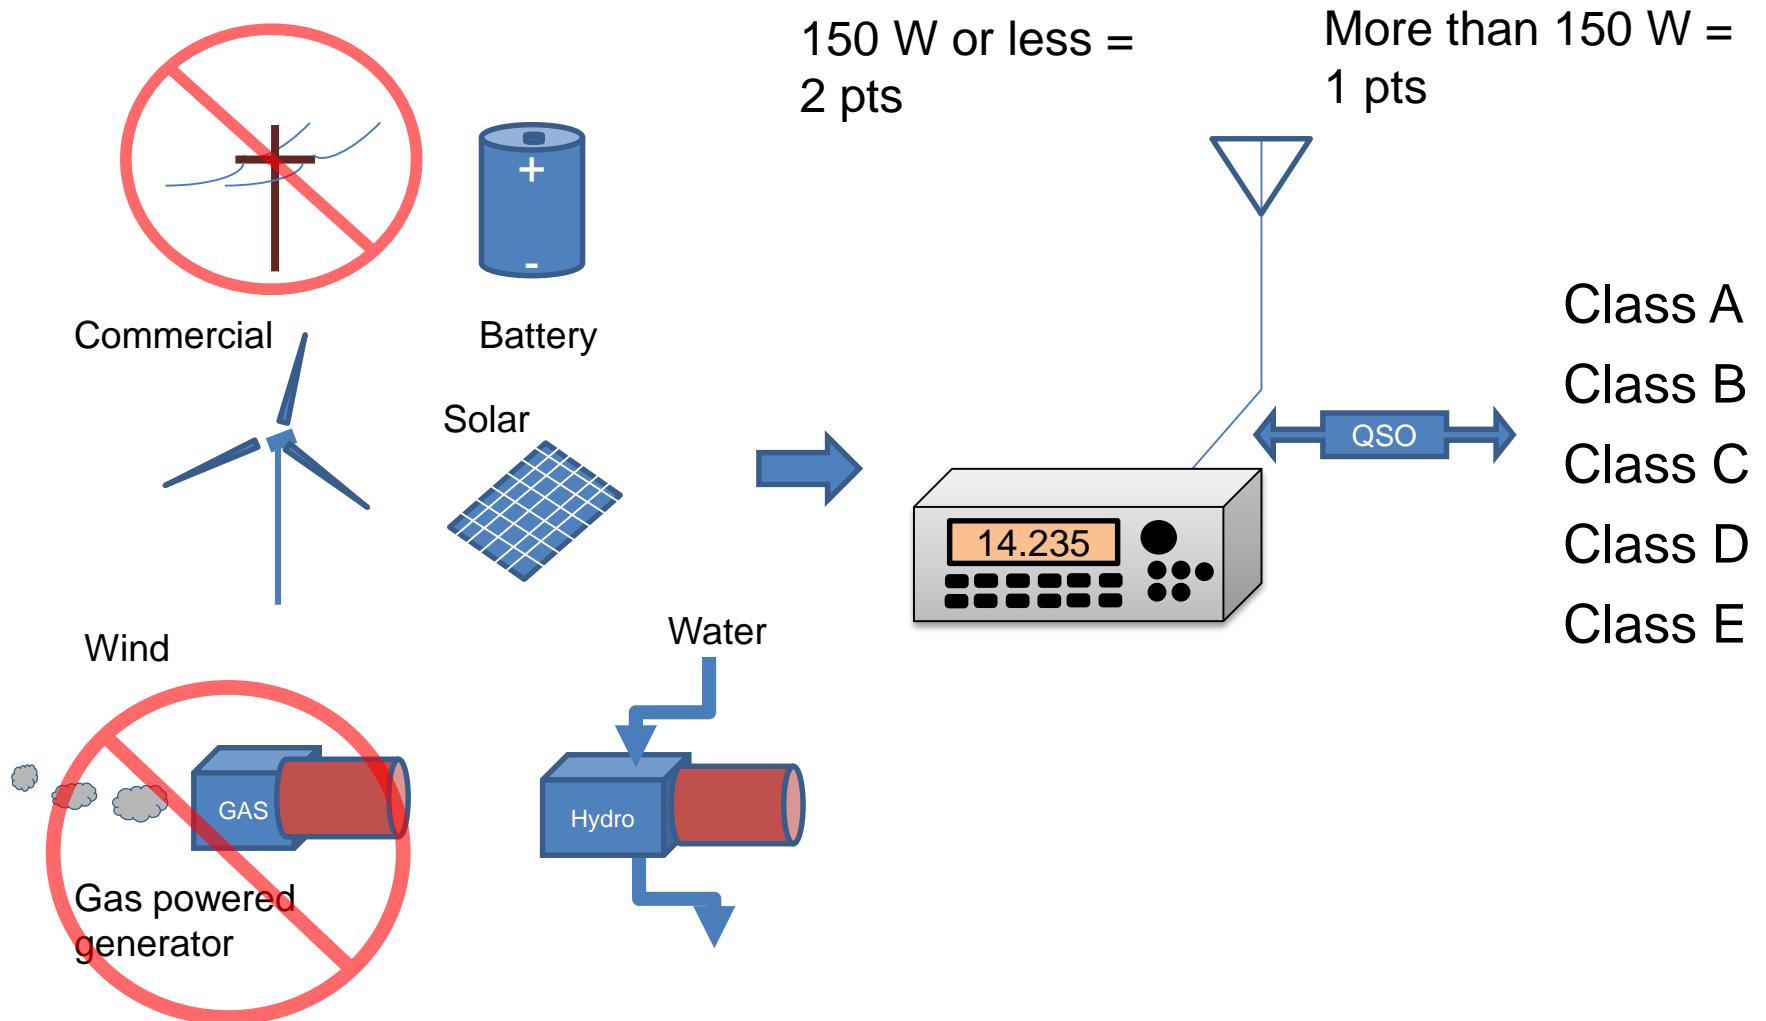 150 W or less =
2 pts
More than 150 W =
1 pts
+
-
Commercial
Battery
Solar
QSO
14.235
Class A
Class B
Class C
Class D
Class E
Wind
Water
GAS
Hydro
Gas powered
generator